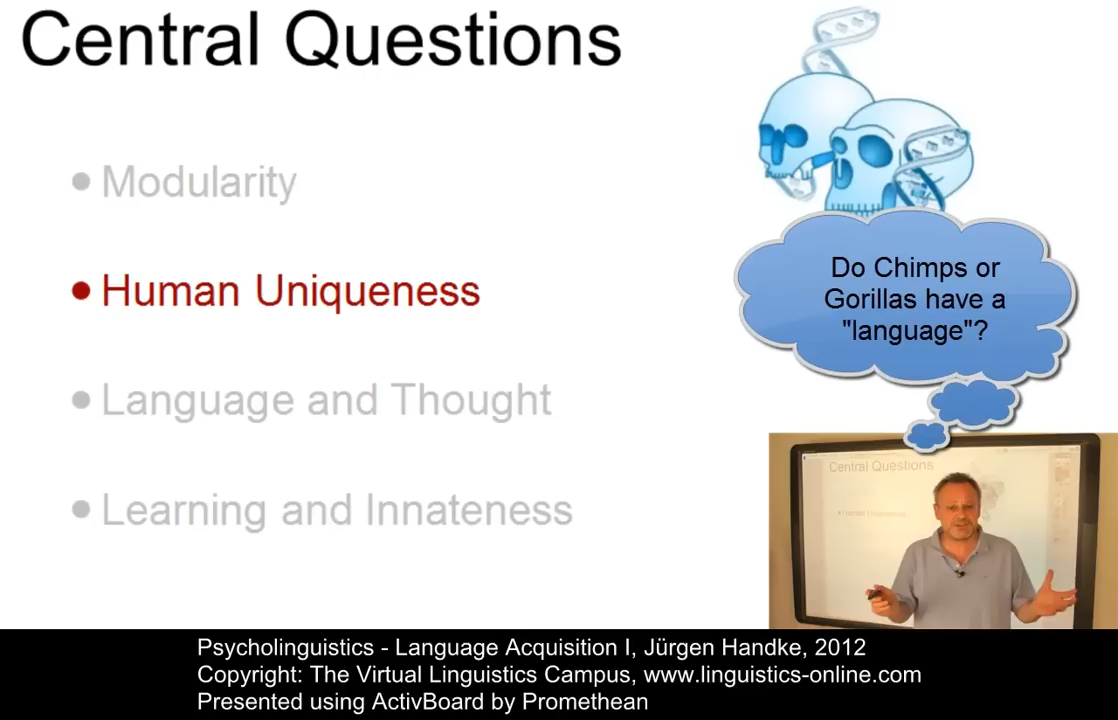 Central Questions
• Modularity
• Human Uniqueness
• Language and Thought
• Learning and Innateness
Do Chimps or
Gorillas have a
"language"?
Central Questions
• Human Uniqueness
Psycholinguistics - Language Acquisition I, Jürgen Handke, 2012
Copyright: The Virtual Linguistics Campus, www.linguistics-online.com
Presented using ActivBoard by Promethean